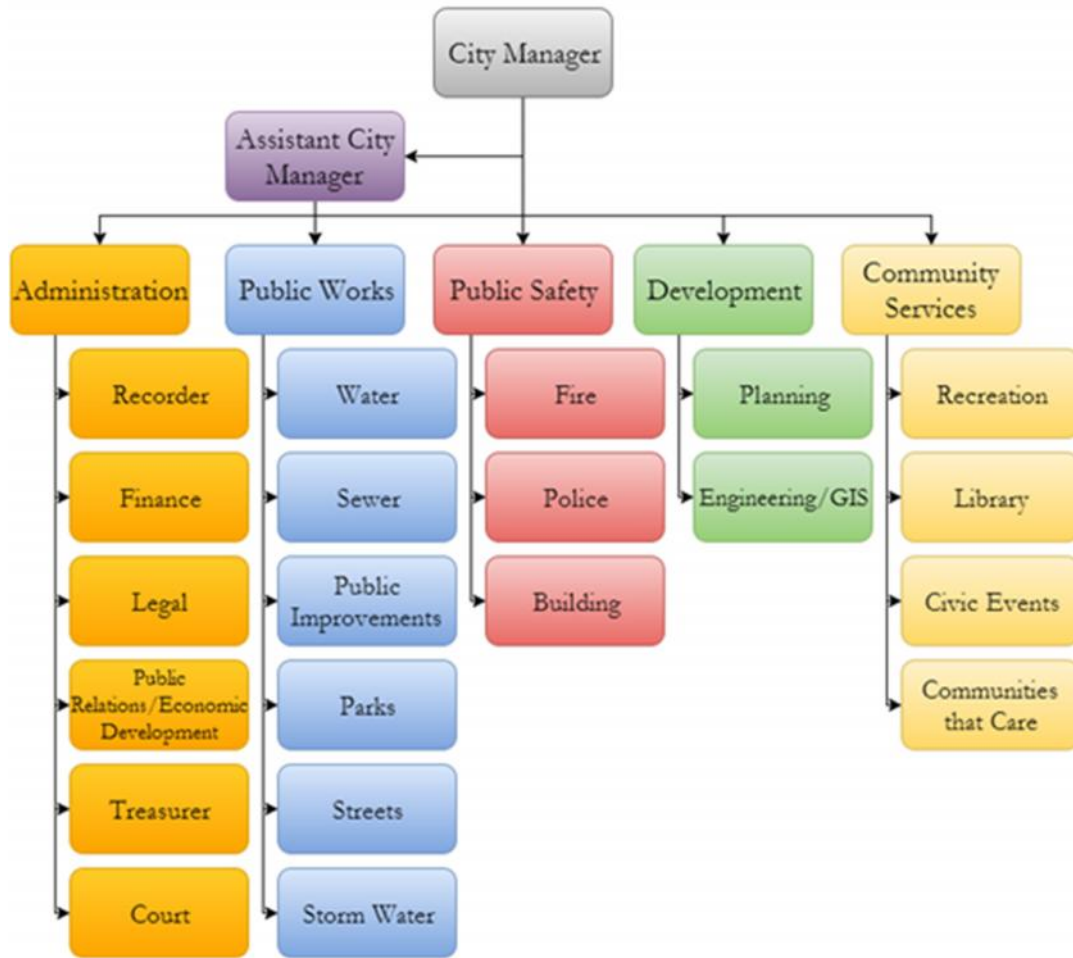 City Manager
Assistant City
Manager
Administration
Public Works
Public Safety
Development
Community
Services
Recorder
Finance
Legal
Public
Relations/Economic
Development
Treasurer
Court
Water
Sewer
Public
Improvements
Parks
Streets
Storm Water
Fire
Police
Building
Planning
Engineering/GIS
Recreation
Library
Civic Events
Communities
that Care